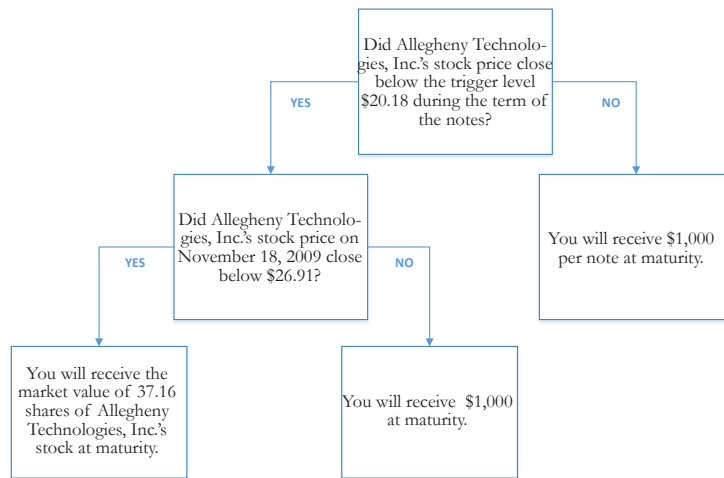 Did Allegheny Technolo-
gies, Inc.'s stock price close
below the trigger level
$20.18 during the term of
the notes?
YES
NO
Did Allegheny Technolo-
gies, Inc.'s stock price on
November 18, 2009 close
below $26.91?
You will receive $1,000
per note at maturity.
YES
NO
You will receive the
market value of 37.16
shares of Allegheny
Technologies, Inc.'s
stock at maturity.
You will receive $1,000
at maturity.